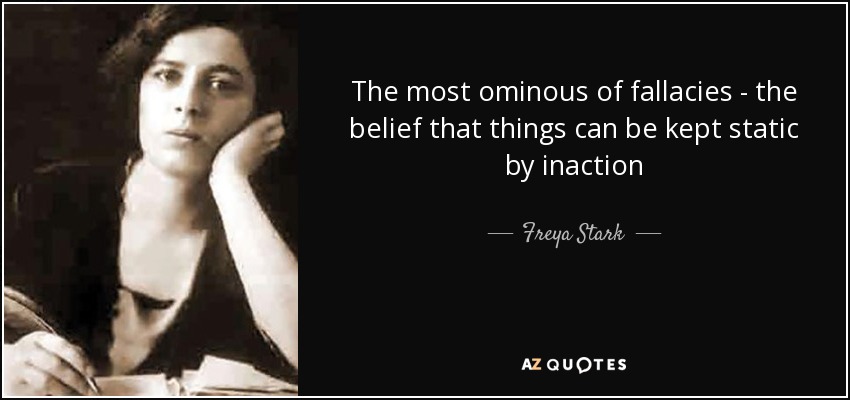 The most ominous of fallacies - the
belief that things can be kept static
by inaction
Freya Stark
AZ QUOTES